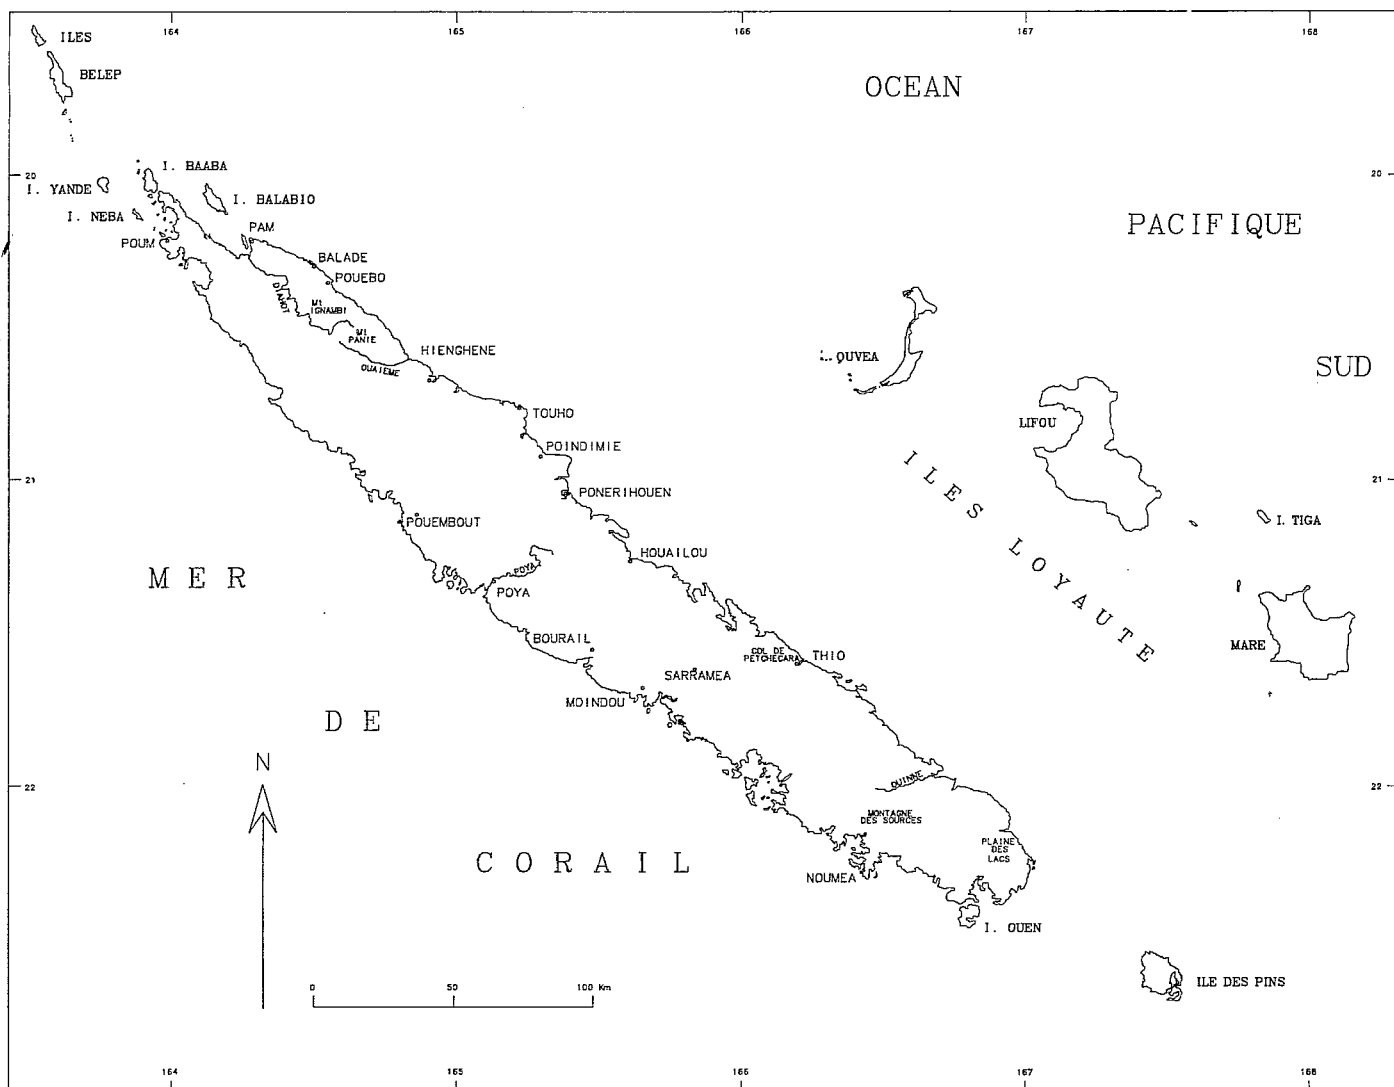 164 165 166 167 168
ILES
BELEP
OCEAN
I. BAABA
20 20
I. YANDE
I. BALABIO
I. NEBA
PAM
PACIFIQUE
POUM
BALADE
POUEBO
DIAHOT
Mt
IGNAMBI
Mt
PANIE
HIENGHENE
OUAIEME
I. OUVEA
SUD
TOUHO
LIFOU
POINDIMIE
ILES LOYAUTE
21 21
PONERIHOUEN
POUEMBOUT
I. TIGA
HOUAILOU
MER
POYA
POYA
BOURAIL
COL DE
PETCHECARA
THIO
MARE
SARRAMEA
MOINDOU
DE
N
OUINNE
22 22
MONTAGNE
DES SOURCES
PLAINE
DES
LACS
CORAIL
NOUMEA
I. OUEN
ILE DES PINS
0 50 100 Km
164 165 166 167 168